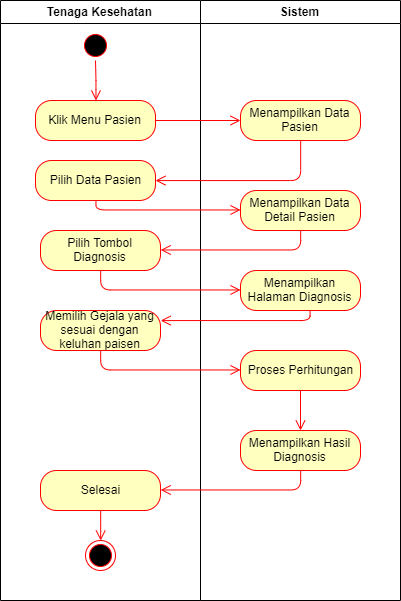 Tenaga Kesehatan
Sistem
Klik Menu Pasien
Menampilkan Data
Pasien
Pilih Data Pasien
Menampilkan Data
Detail Pasien
Pilih Tombol
Diagnosis
Menampilkan
Halaman Diagnosis
Memilih Gejala yang
sesuai dengan
keluhan paisen
Proses Perhitungan
Menampilkan Hasil
Diagnosis
Selesai